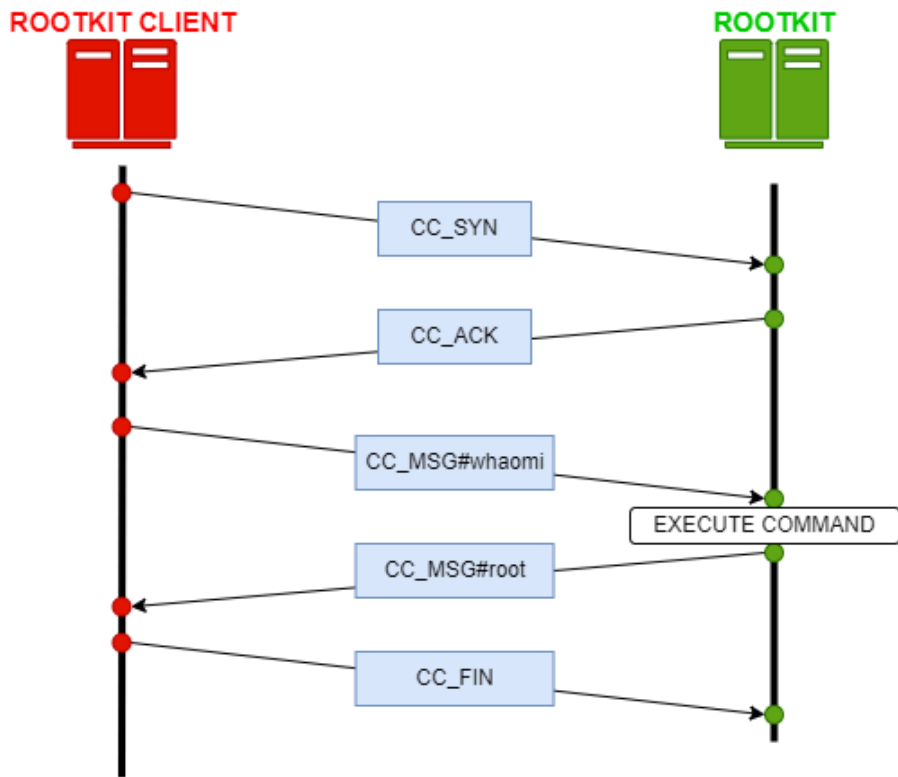 ROOTKIT CLIENT
ROOTKIT
CC_SYN
CC_ACK
CC_MSG#whaomi
EXECUTE COMMAND
CC_MSG#root
CC_FIN